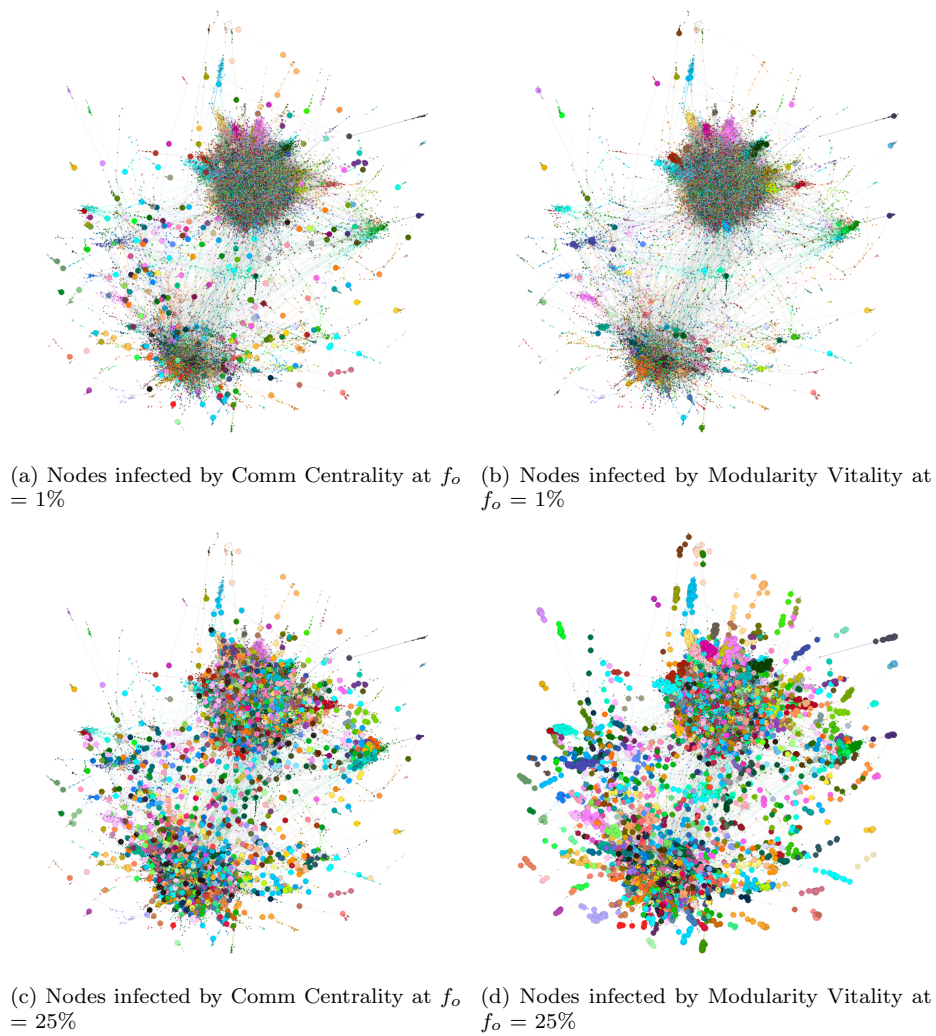 (a) Nodes infected by Comm Centrality at f_o
= 1%
(b) Nodes infected by Modularity Vitality at
f_o = 1%
(c) Nodes infected by Comm Centrality at f_o
= 25%
(d) Nodes infected by Modularity Vitality at
f_o = 25%